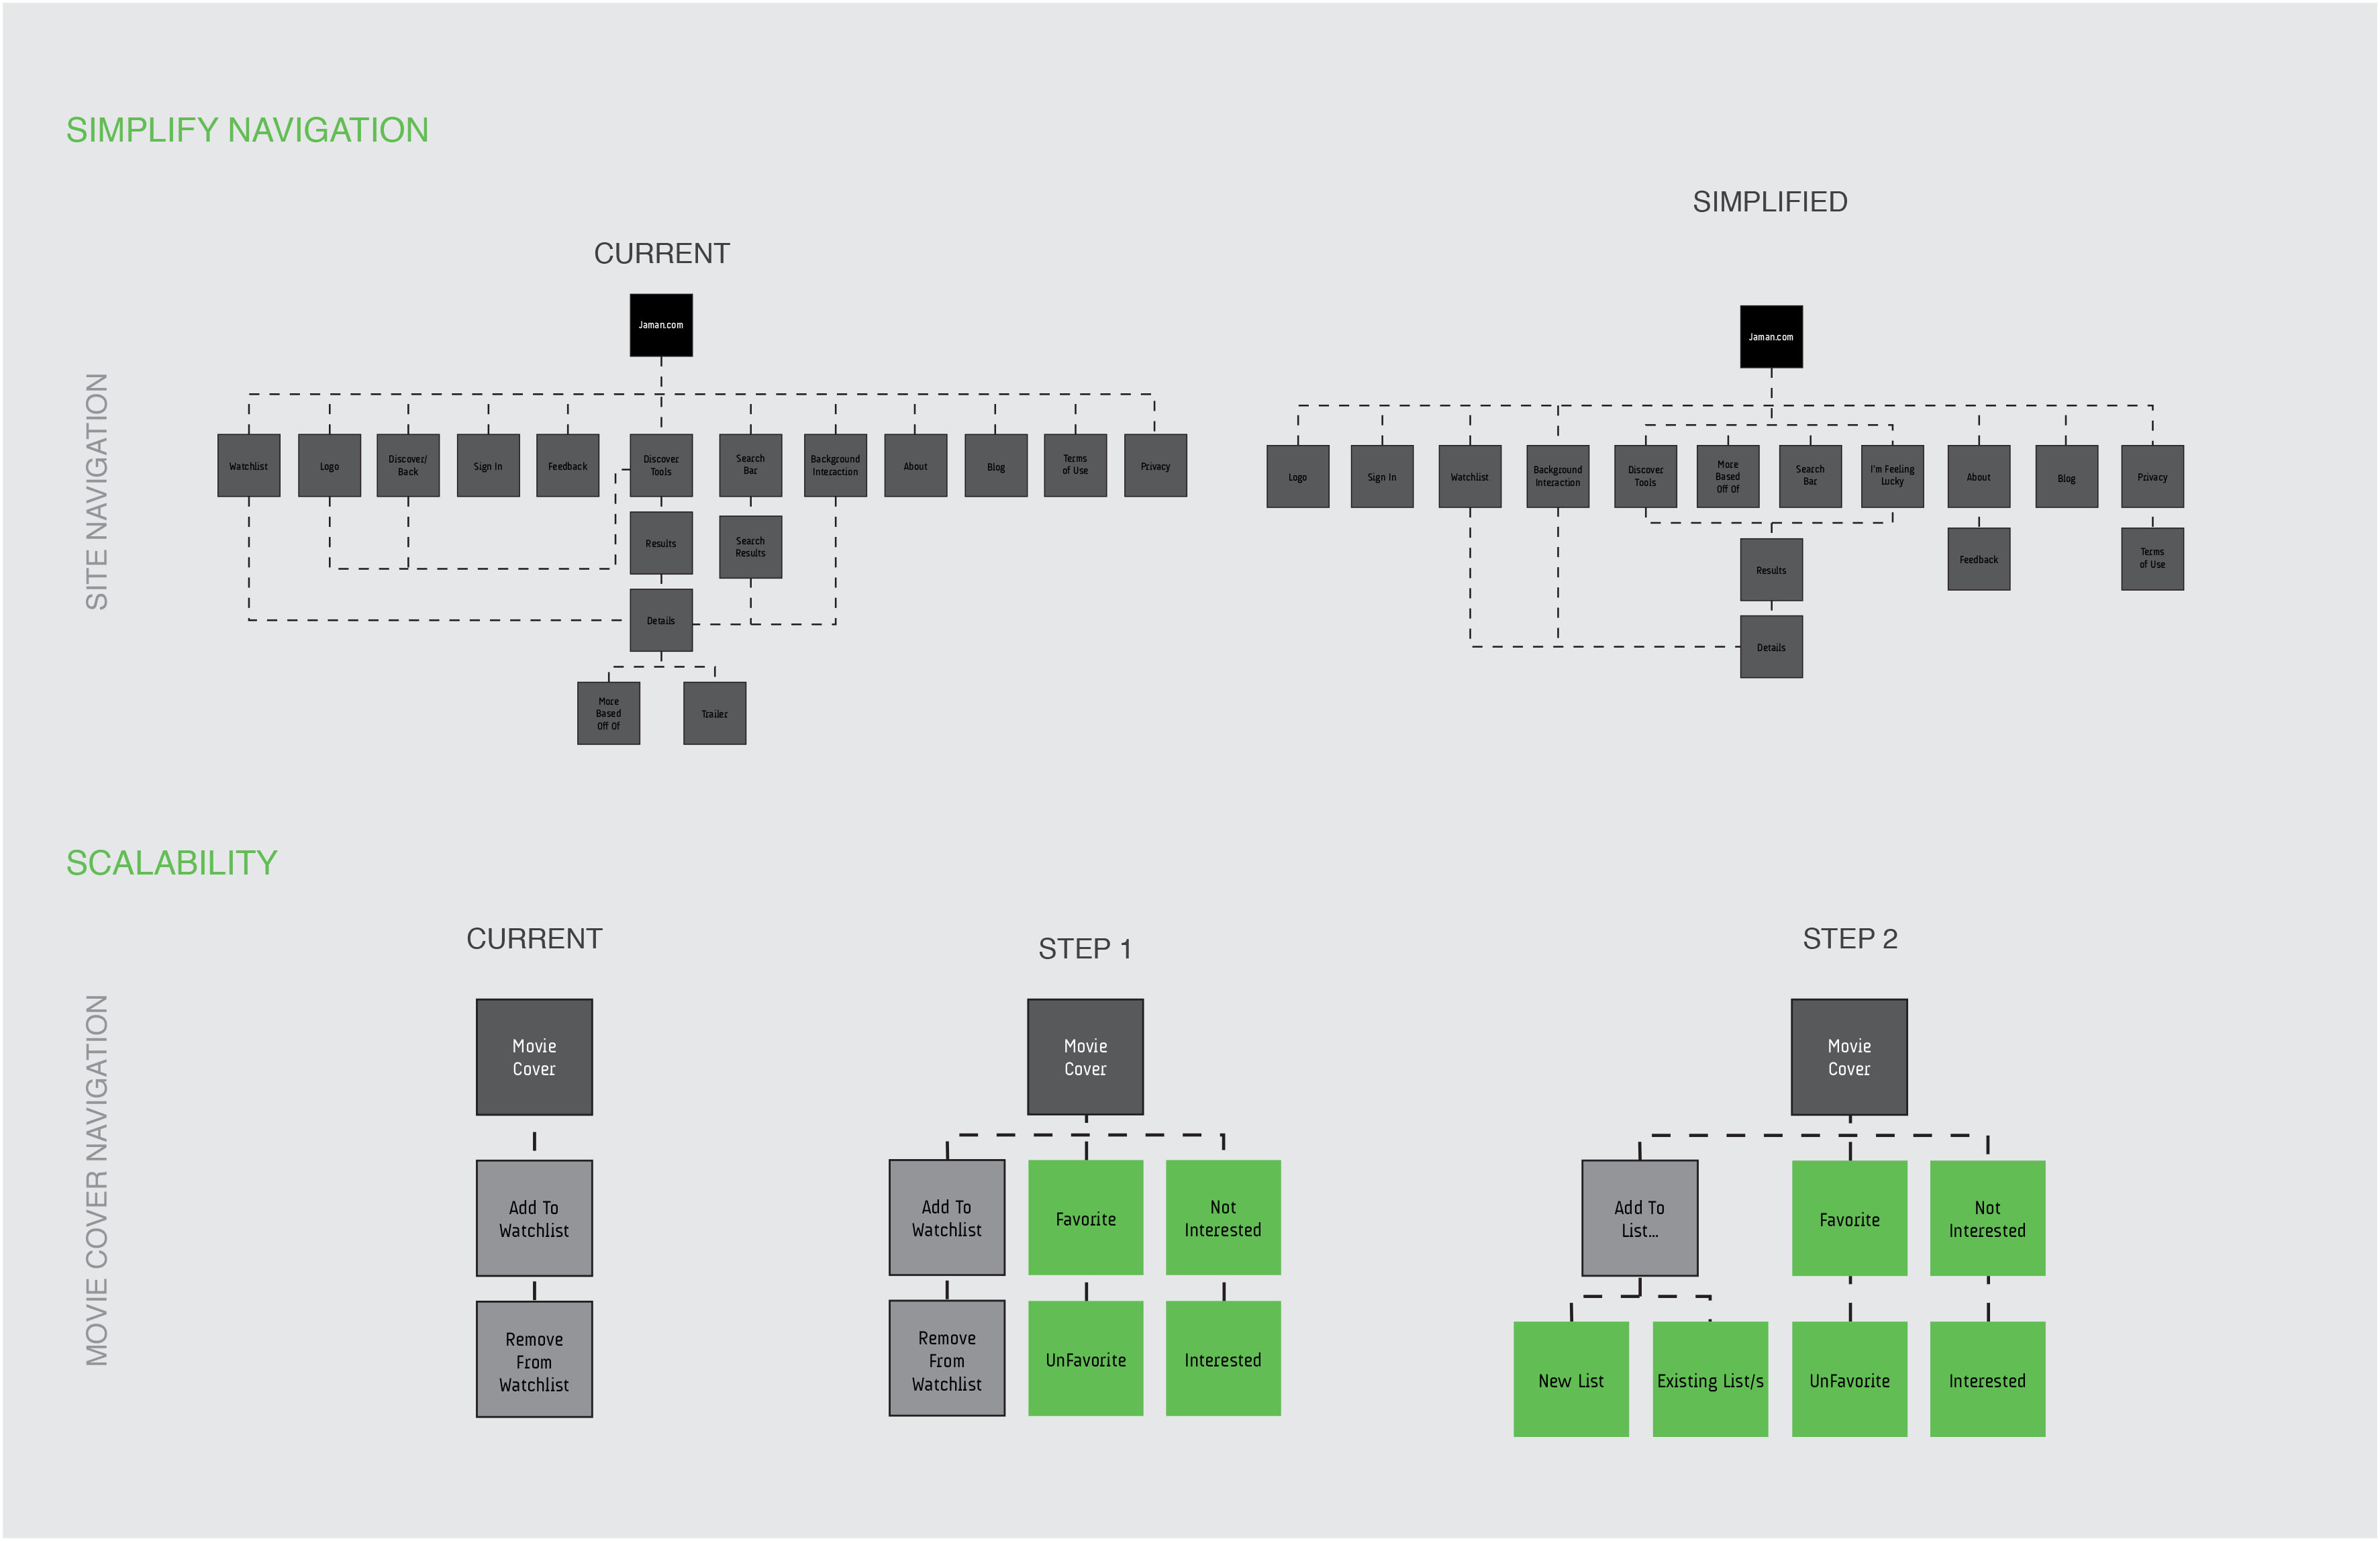 SIMPLIFY NAVIGATION
SITE NAVIGATION
CURRENT
Jaman.com
Watchlist
Logo
Discover/
Back
Sign In
Feedback
Discover
Tools
Search
Bar
Background
Interaction
About
Blog
Terms
of Use
Privacy
Results
Search
Results
Details
More
Based
Off Of
Trailer
SIMPLIFIED
Jaman.com
Logo
Sign In
Watchlist
Background
Interaction
Discover
Tools
More
Based
Off Of
Search
Bar
I'm Feeling
Lucky
About
Blog
Privacy
Results
Feedback
Terms
of Use
Details
SCALABILITY
MOVIE COVER NAVIGATION
CURRENT
Movie
Cover
Add To
Watchlist
Remove
From
Watchlist
STEP 1
Movie
Cover
Add To
Watchlist
Favorite
Not
Interested
Remove
From
Watchlist
UnFavorite
Interested
STEP 2
Movie
Cover
Add To
List...
Favorite
Not
Interested
New List
Existing List/s
UnFavorite
Interested